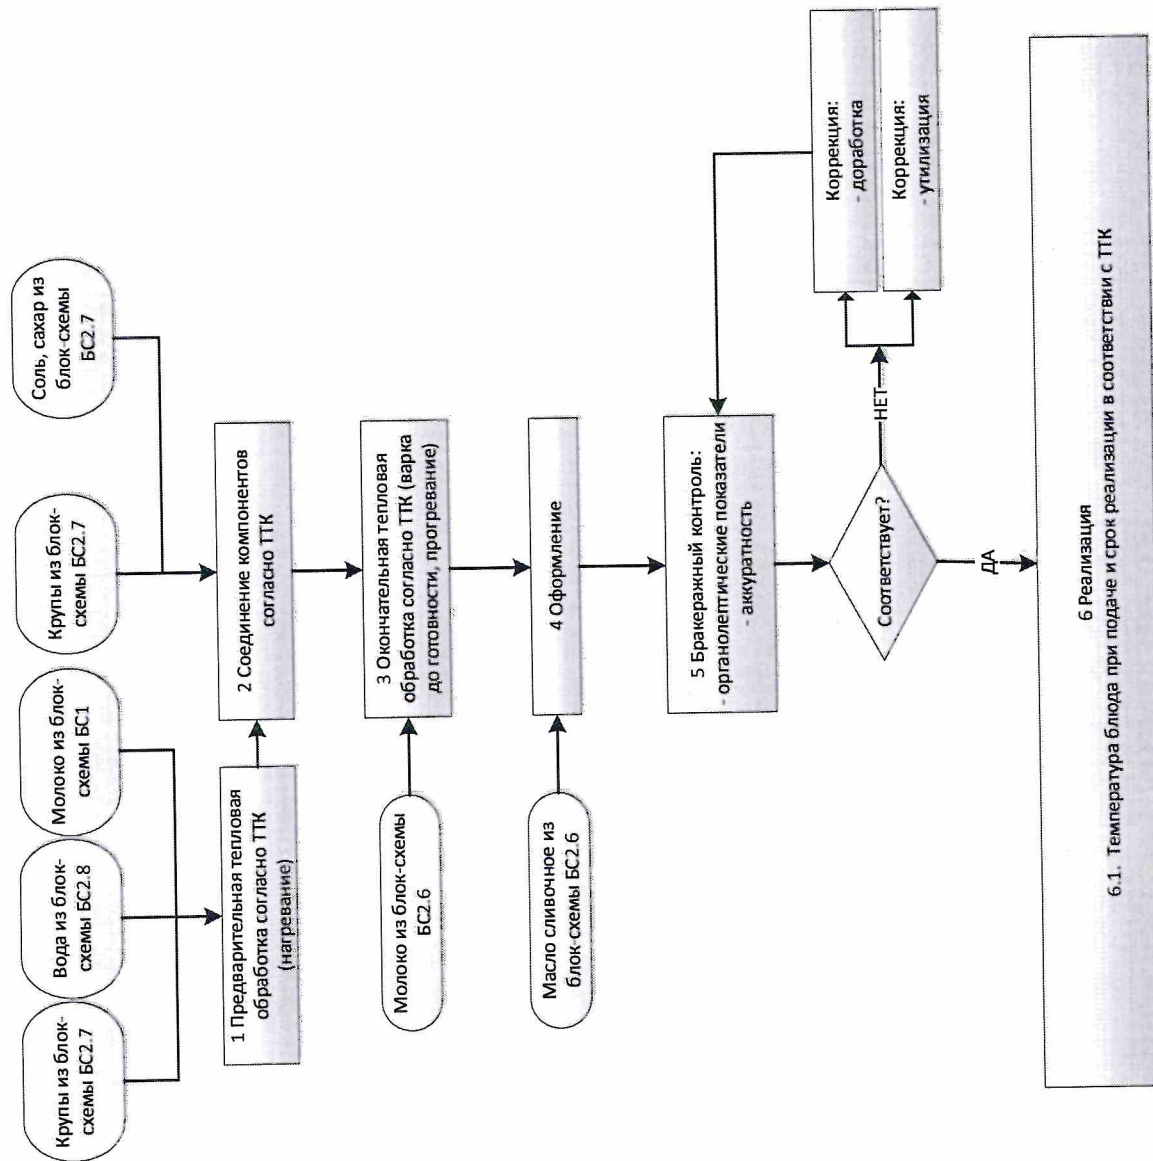 Крупы из блок-
схемы БС2.7
Вода из блок-
схемы БС2.8
Молоко из блок-
схемы БС1
Крупы из блок-
схемы БС2.7
Соль, сахар из
блок-схемы
БС2.7
1 Предварительная тепловая
обработка согласно ТТК
(нагревание)
2 Соединение компонентов
согласно ТТК
Молоко из блок-схемы
БС2.6
3 Окончательная тепловая
обработка согласно ТТК (варка
до готовности, прогревание)
Масло сливочное из
блок-схемы БС2.6
4 Оформление
5 Бракеражный контроль:
- органолептические показатели
- аккуратность
Соответствует?
НЕТ
Коррекция:
- доработка
Коррекция:
- утилизация
ДА
6 Реализация
6.1. Температура блюда при подаче и срок реализации в соответствии с ТТК